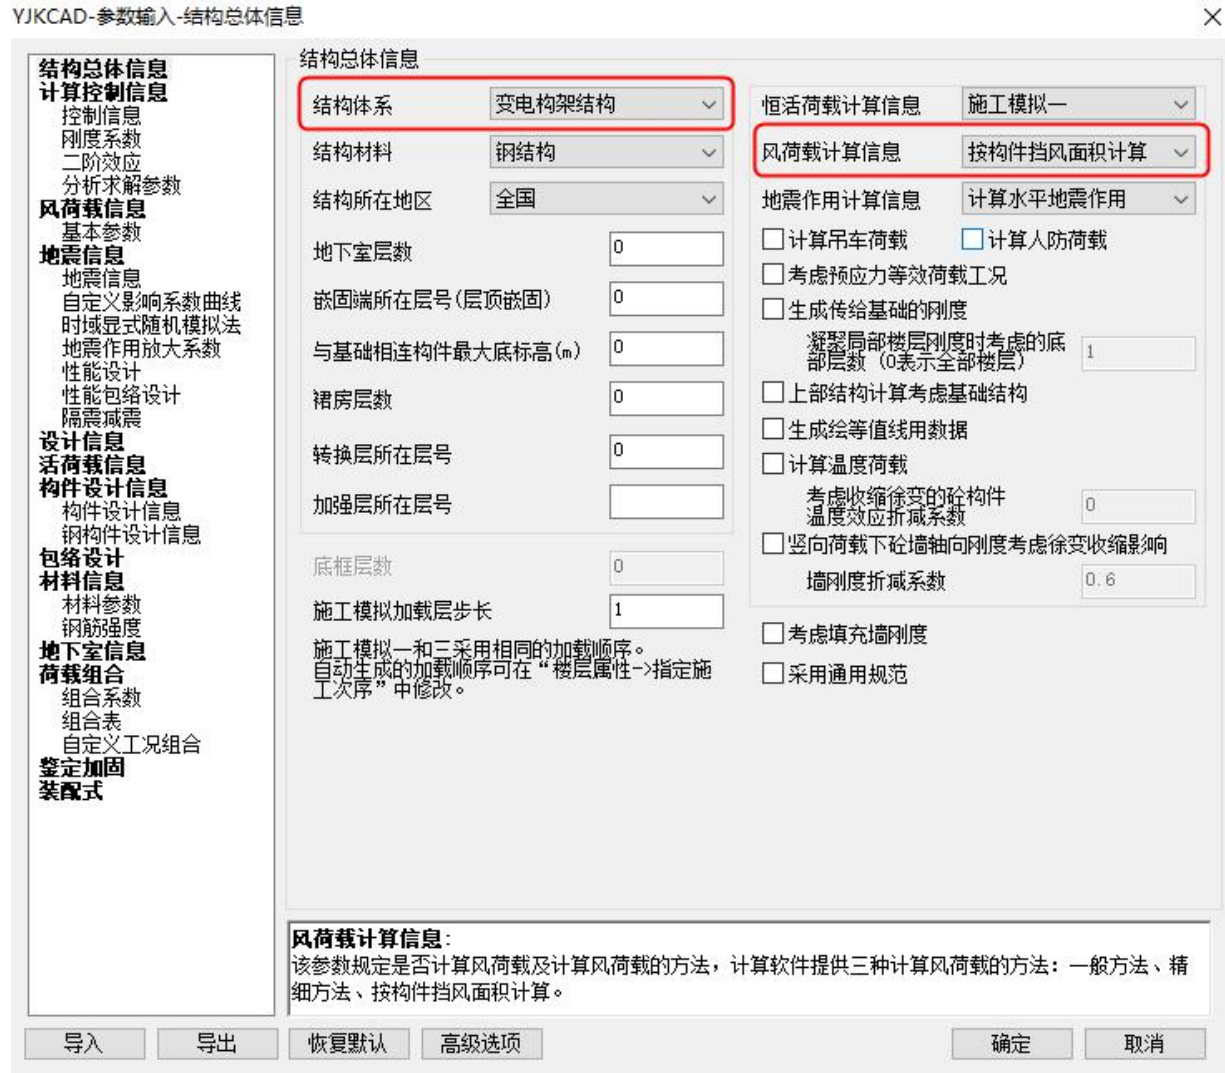 YJKCAD-参数输入-结构总体信息
结构总体信息
计算控制信息
控制信息
刚度系数
二阶效应
分析求解参数
风荷载信息
基本参数
地震信息
地震信息
自定义影响系数曲线
时域显式随机模拟法
地震作用放大系数
性能设计
性能包络设计
隔震减震
设计信息
活荷载信息
构件设计信息
构件设计信息
钢构件设计信息
包络设计
材料信息
材料参数
钢筋强度
地下室信息
荷载组合
组合系数
组合表
自定义工况组合
鉴定加固
装配式
结构总体信息
结构体系 变电构架结构
结构材料 钢结构
结构所在地区 全国
地下室层数 0
嵌固端所在层号(层顶嵌固) 0
与基础相连构件最大底标高(m) 0
裙房层数 0
转换层所在层号 0
加强层所在层号
底框层数 0
施工模拟加载层步长 1
施工模拟一和三采用相同的加载顺序。
自动生成的加载顺序可在“楼层属性->指定施
工次序”中修改。
恒活荷载计算信息 施工模拟一
风荷载计算信息 按构件挡风面积计算
地震作用计算信息 计算水平地震作用
计算吊车荷载 计算人防荷载
考虑预应力等效荷载工况
生成传给基础的刚度
凝聚局部楼层刚度时考虑的底
部层数（0表示全部楼层） 1
上部结构计算考虑基础结构
生成绘等值线用数据
计算温度荷载
考虑收缩徐变的砼构件
温度效应折减系数 0
竖向荷载下砼墙轴向刚度考虑徐变收缩影响
墙刚度折减系数 0.6
考虑填充墙刚度
采用通用规范
风荷载计算信息:
该参数规定是否计算风荷载及计算风荷载的方法，计算软件提供三种计算风荷载的方法：一般方法、精
细方法、按构件挡风面积计算。
导入 导出 恢复默认 高级选项 确定 取消